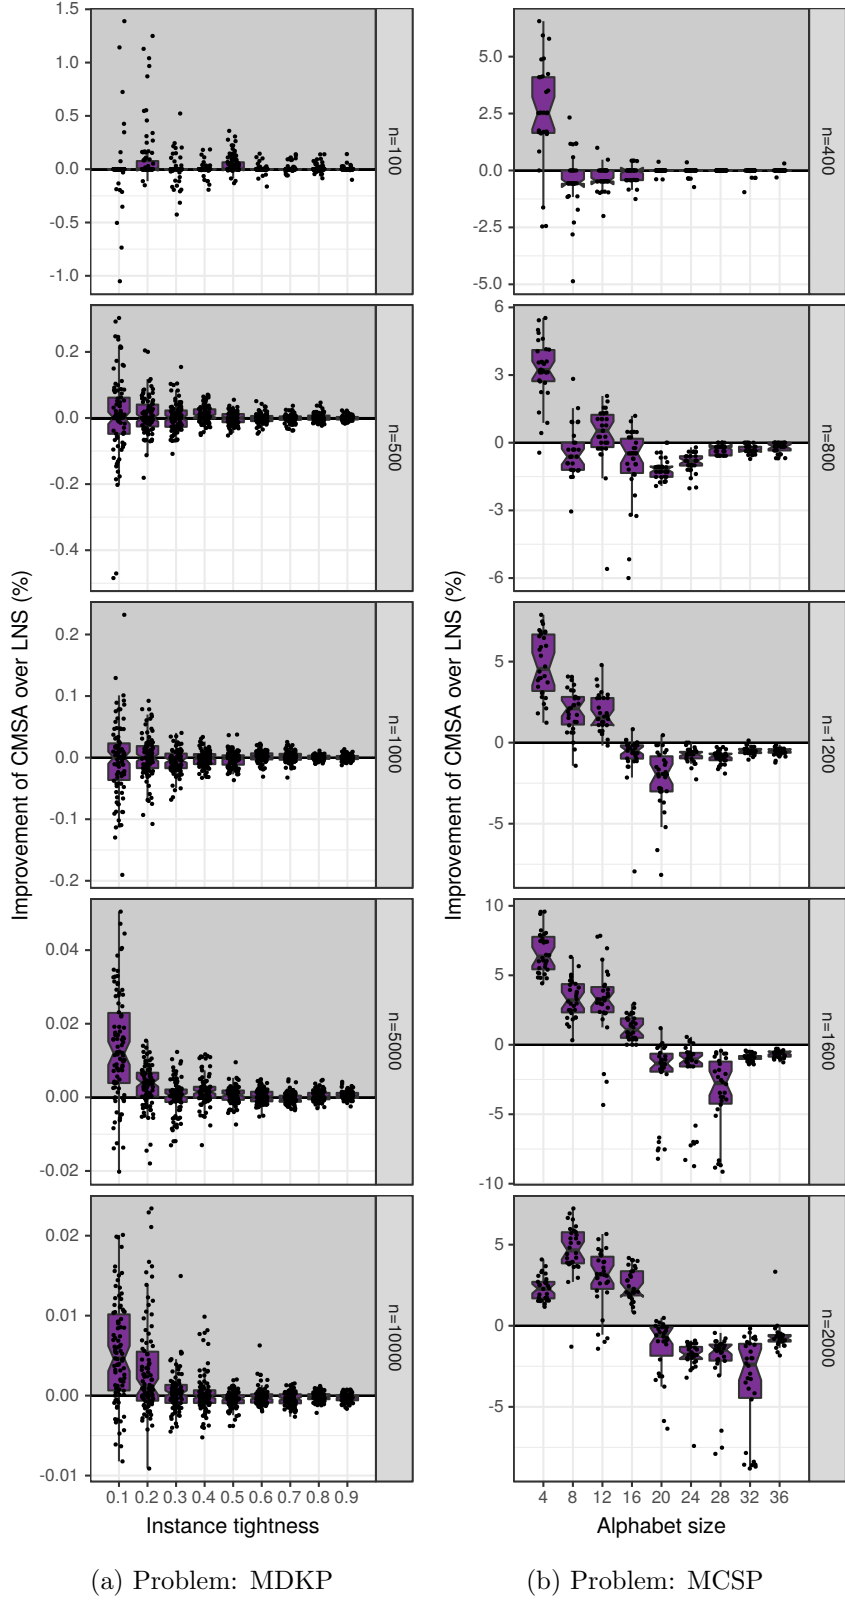 1.5
1.0
0.5
0.0
-0.5
-1.0
n=100
0.2
0.0
-0.2
-0.4
n=500
0.2
0.1
0.0
-0.1
-0.2
n=1000
0.04
0.02
0.00
-0.02
n=5000
0.02
0.01
0.00
-0.01
n=10000
0.1 0.2 0.3 0.4 0.5 0.6 0.7 0.8 0.9
Instance tightness
Improvement of CMSA over LNS (%)
(a) Problem: MDKP
5.0
2.5
0.0
-2.5
-5.0
n=400
6
3
0
-3
-6
n=800
5
0
-5
n=1200
10
5
0
-5
-10
n=1600
5
0
-5
n=2000
4 8 12 16 20 24 28 32 36
Alphabet size
Improvement of CMSA over LNS (%)
(b) Problem: MCSP